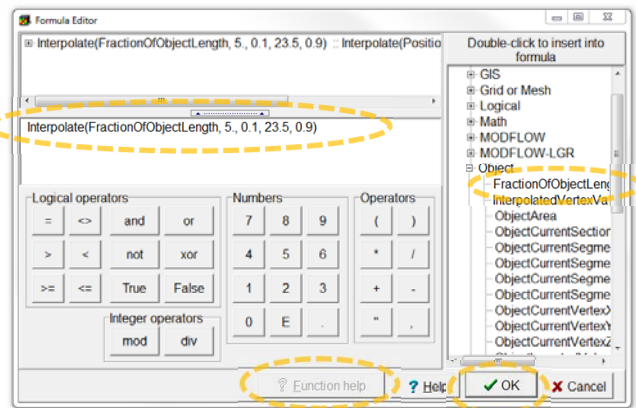 Formula Editor
Interpolate(FractionOfObjectLength, 5., 0.1, 23.5, 0.9) :: Interpolate(Positio
Interpolate(FractionOfObjectLength, 5., 0.1, 23.5, 0.9)
Logical operators
= <> and or
> < not xor
>= <= True False
Integer operators
mod div
Numbers
7 8 9
4 5 6
1 2 3
0 E .
Operators
( )
* /
+ -
" ,
Double-click to insert into
formula
GIS
Grid or Mesh
Logical
Math
MODFLOW
MODFLOW-LGR
Object
FractionOfObjectLeng
InterpolatedVertexVa
ObjectArea
ObjectCurrentSection
ObjectCurrentSegme
ObjectCurrentSegme
ObjectCurrentSegme
ObjectCurrentVertexX
ObjectCurrentVertexY
ObjectCurrentVertexZ
? Function help
? Help
OK
Cancel